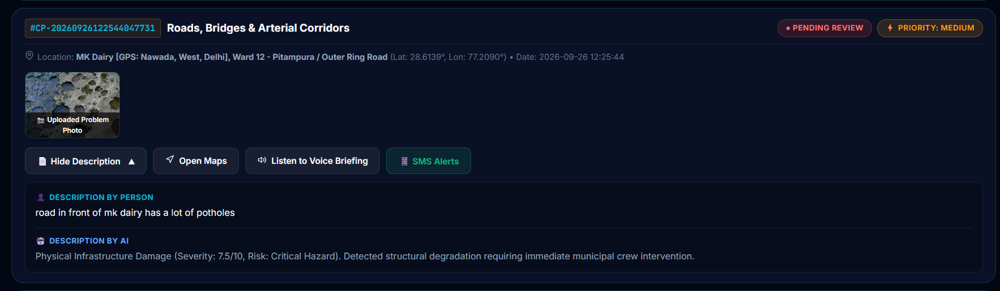 #CP-20260926122544047731 Roads, Bridges & Arterial Corridors
● PENDING REVIEW
⚡ PRIORITY: MEDIUM
Location: MK Dairy [GPS: Nawada, West, Delhi], Ward 12 - Pitampura / Outer Ring Road (Lat: 28.6139°, Lon: 77.2090°) • Date: 2026-09-26 12:25:44
📸 Uploaded Problem
Photo
📄 Hide Description ▲
Open Maps
Listen to Voice Briefing
📱 SMS Alerts
👤 DESCRIPTION BY PERSON
road in front of mk dairy has a lot of potholes
🤖 DESCRIPTION BY AI
Physical Infrastructure Damage (Severity: 7.5/10, Risk: Critical Hazard). Detected structural degradation requiring immediate municipal crew intervention.